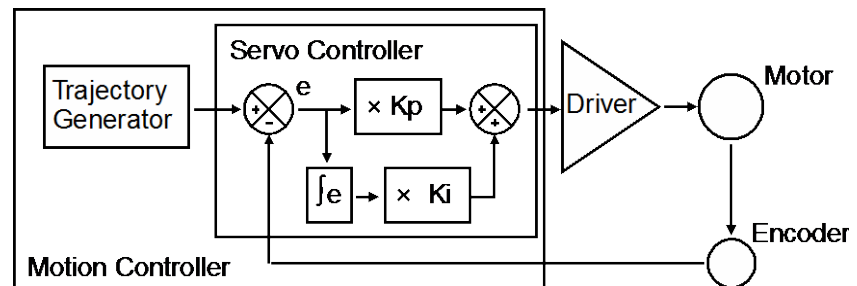 Servo Controller
Trajectory
Generator
+
-
e
× Kp
+
+
Driver
Motor
∫e
× Ki
Encoder
Motion Controller